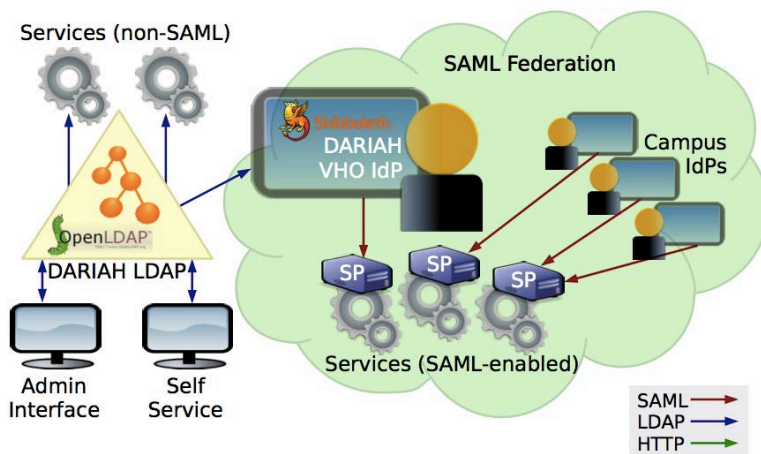 Services (non-SAML)
SAML Federation
Shibboleth
DARIAH
VHO IdP
Campus
IdPs
OpenLDAP
DARIAH LDAP
SP
SP
SP
Services (SAML-enabled)
Admin
Interface
Self
Service
SAML
LDAP
HTTP